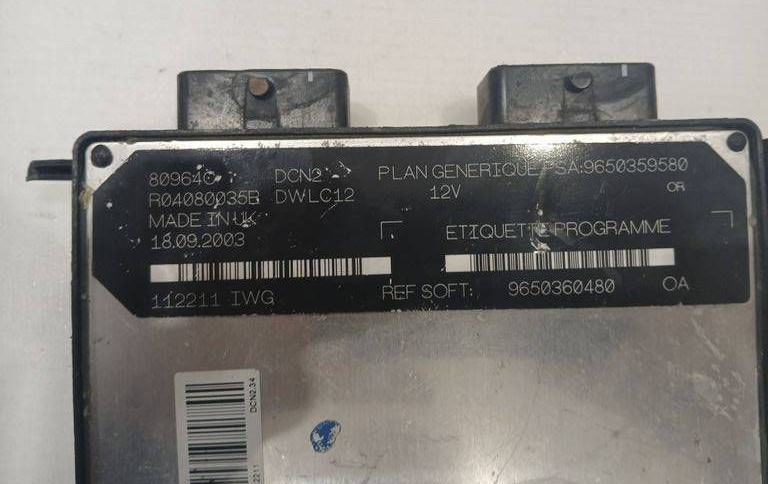 80964C DCN2 PLAN GENERIQUE PSA:9650359580
R04080035B DWLC12 12V OR
MADE IN UK
18.09.2003 ETIQUETTE PROGRAMME
112211 IWG REF SOFT: 9650360480 OA
DCN2.34